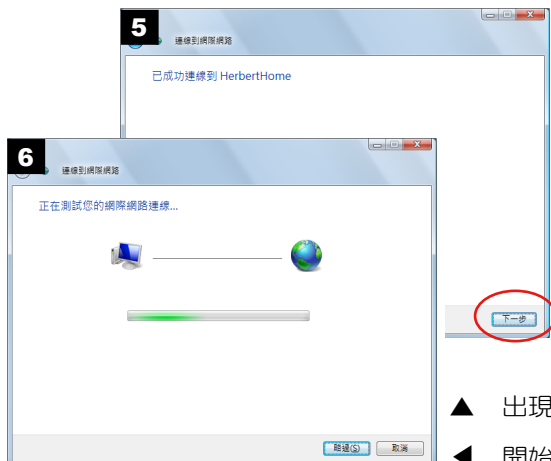 5
連線到網際網路
已成功連線到 HerbertHome
下一步
6
連線到網際網路
正在測試您的網際網路連線...
略過(S) 取消
▲ 出現
◀ 開始